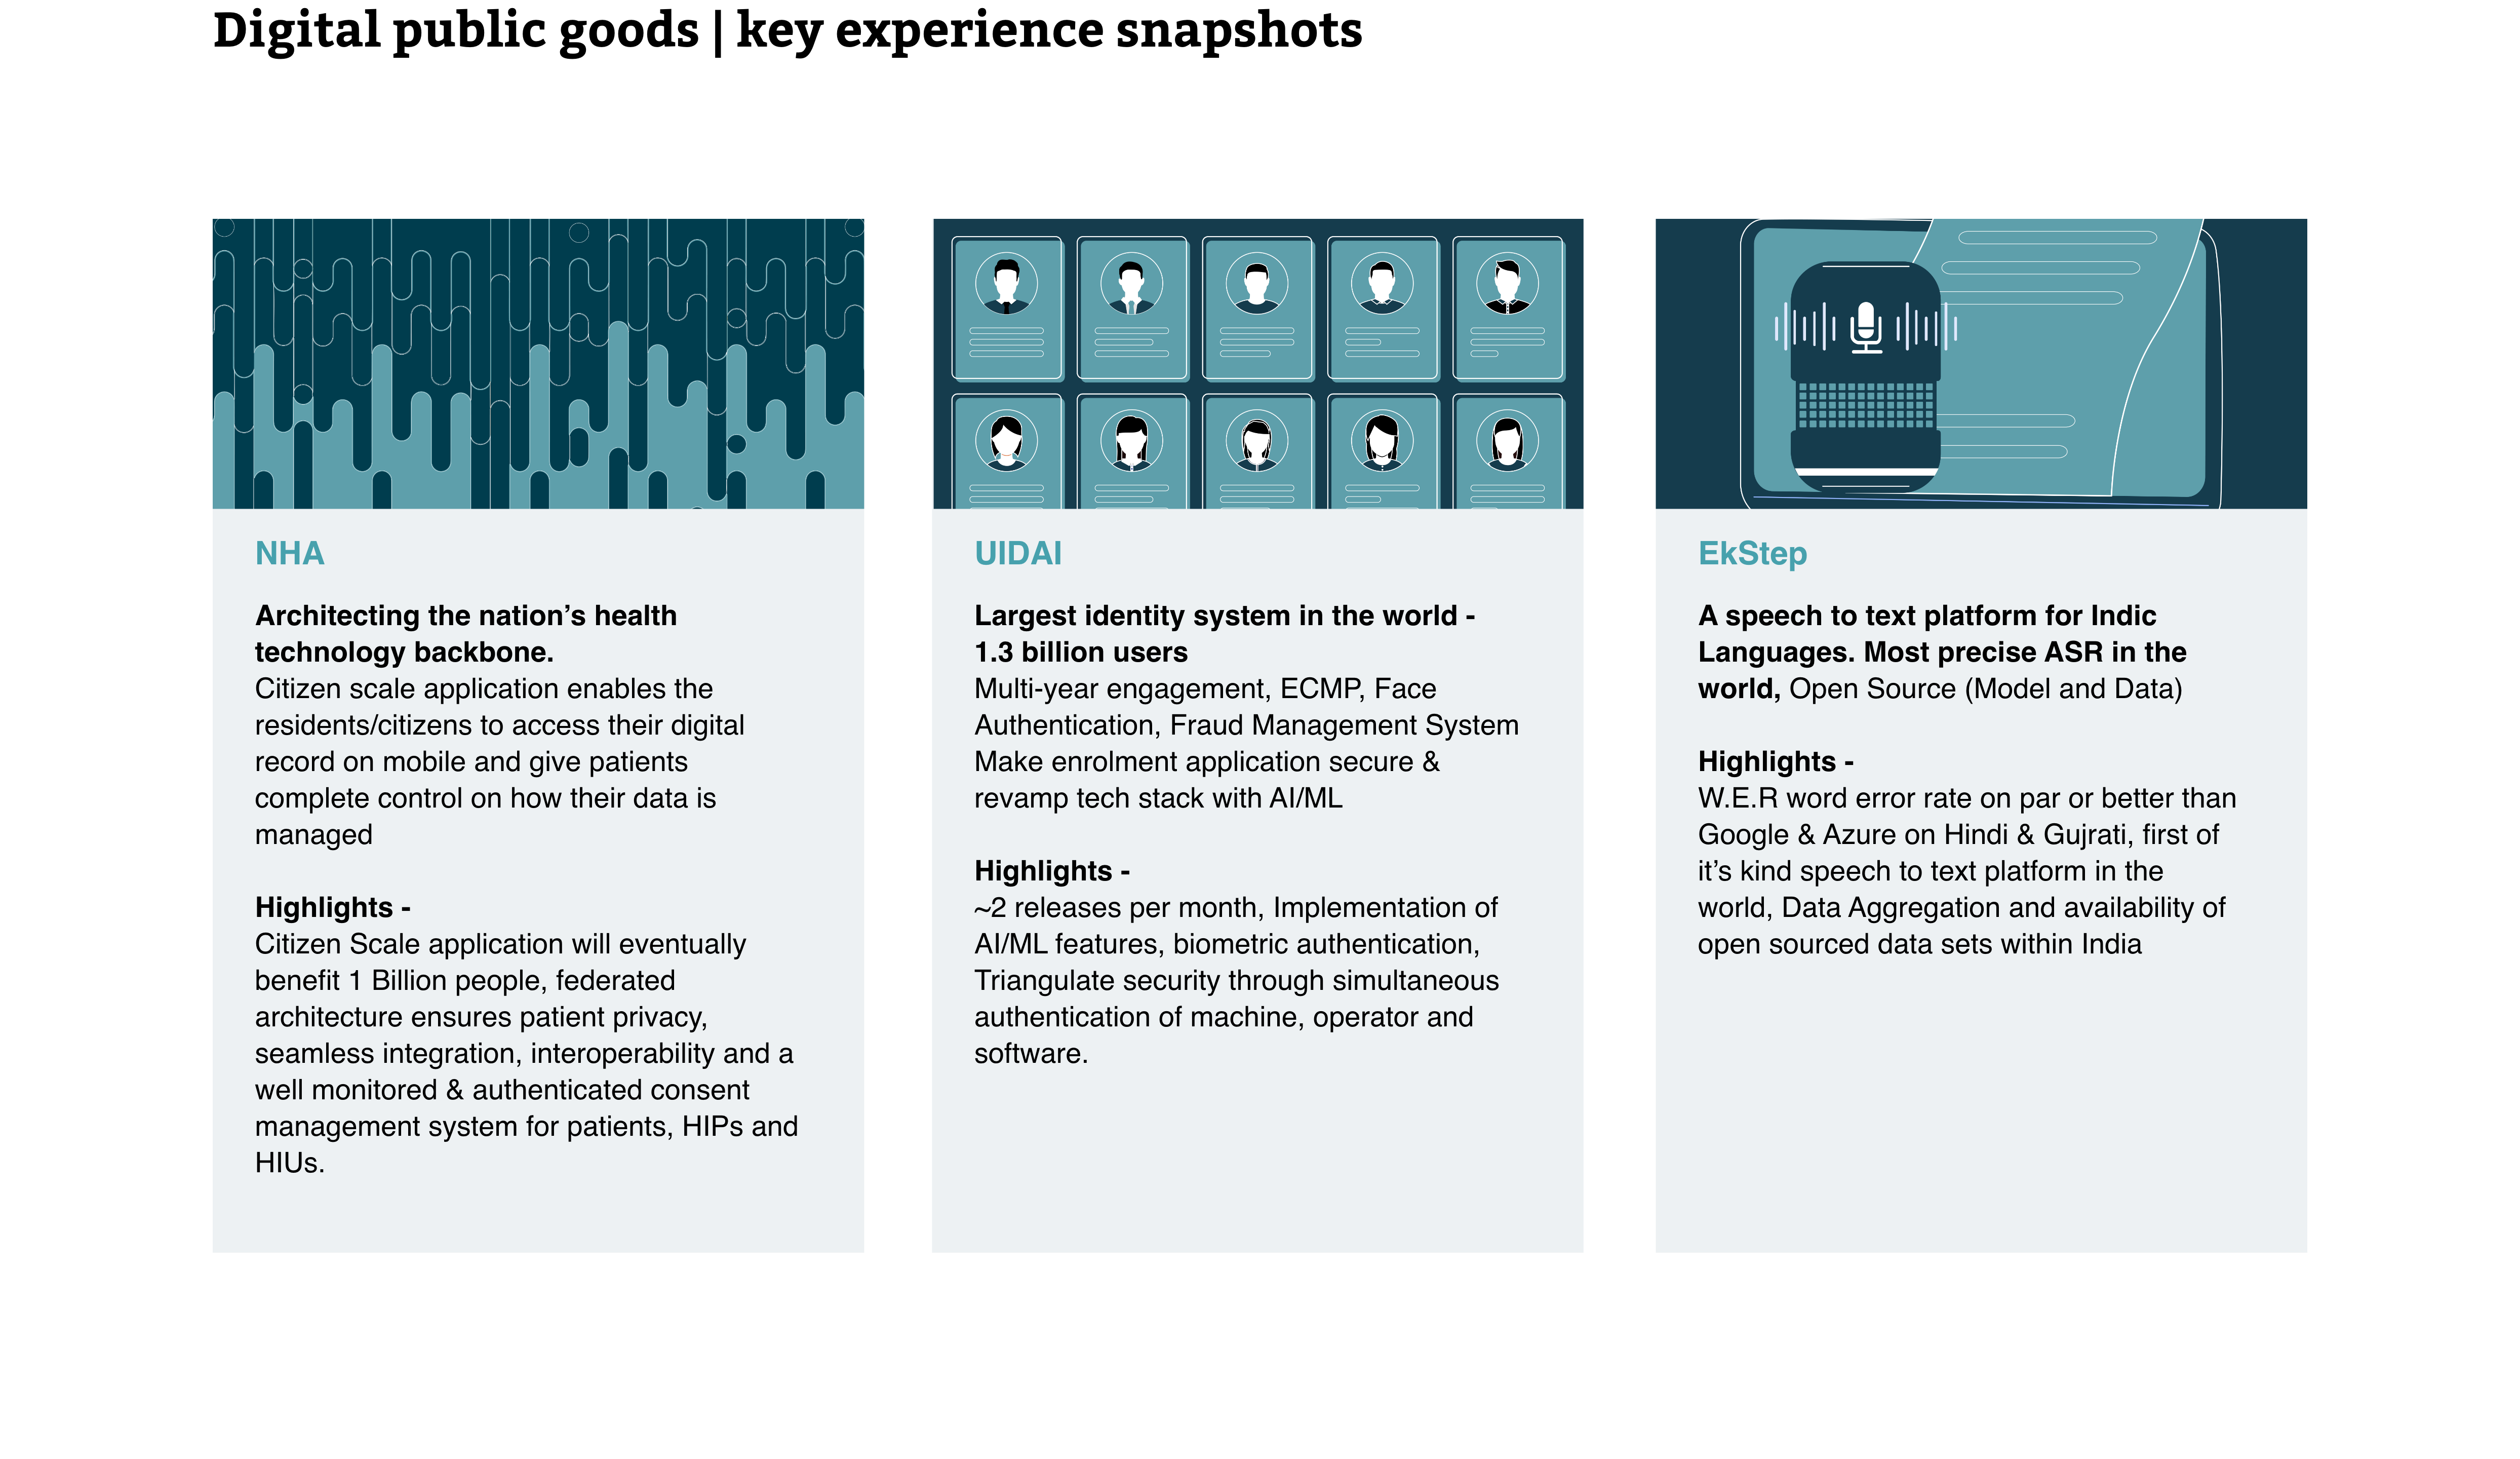 Digital public goods | key experience snapshots
NHA
Architecting the nation’s health
technology backbone.
Citizen scale application enables the
residents/citizens to access their digital
record on mobile and give patients
complete control on how their data is
managed
Highlights -
Citizen Scale application will eventually
benefit 1 Billion people, federated
architecture ensures patient privacy,
seamless integration, interoperability and a
well monitored & authenticated consent
management system for patients, HIPs and
HIUs.
UIDAI
Largest identity system in the world -
1.3 billion users
Multi-year engagement, ECMP, Face
Authentication, Fraud Management System
Make enrolment application secure &
revamp tech stack with AI/ML
Highlights -
~2 releases per month, Implementation of
AI/ML features, biometric authentication,
Triangulate security through simultaneous
authentication of machine, operator and
software.
EkStep
A speech to text platform for Indic
Languages. Most precise ASR in the
world, Open Source (Model and Data)
Highlights -
W.E.R word error rate on par or better than
Google & Azure on Hindi & Gujrati, first of
it’s kind speech to text platform in the
world, Data Aggregation and availability of
open sourced data sets within India